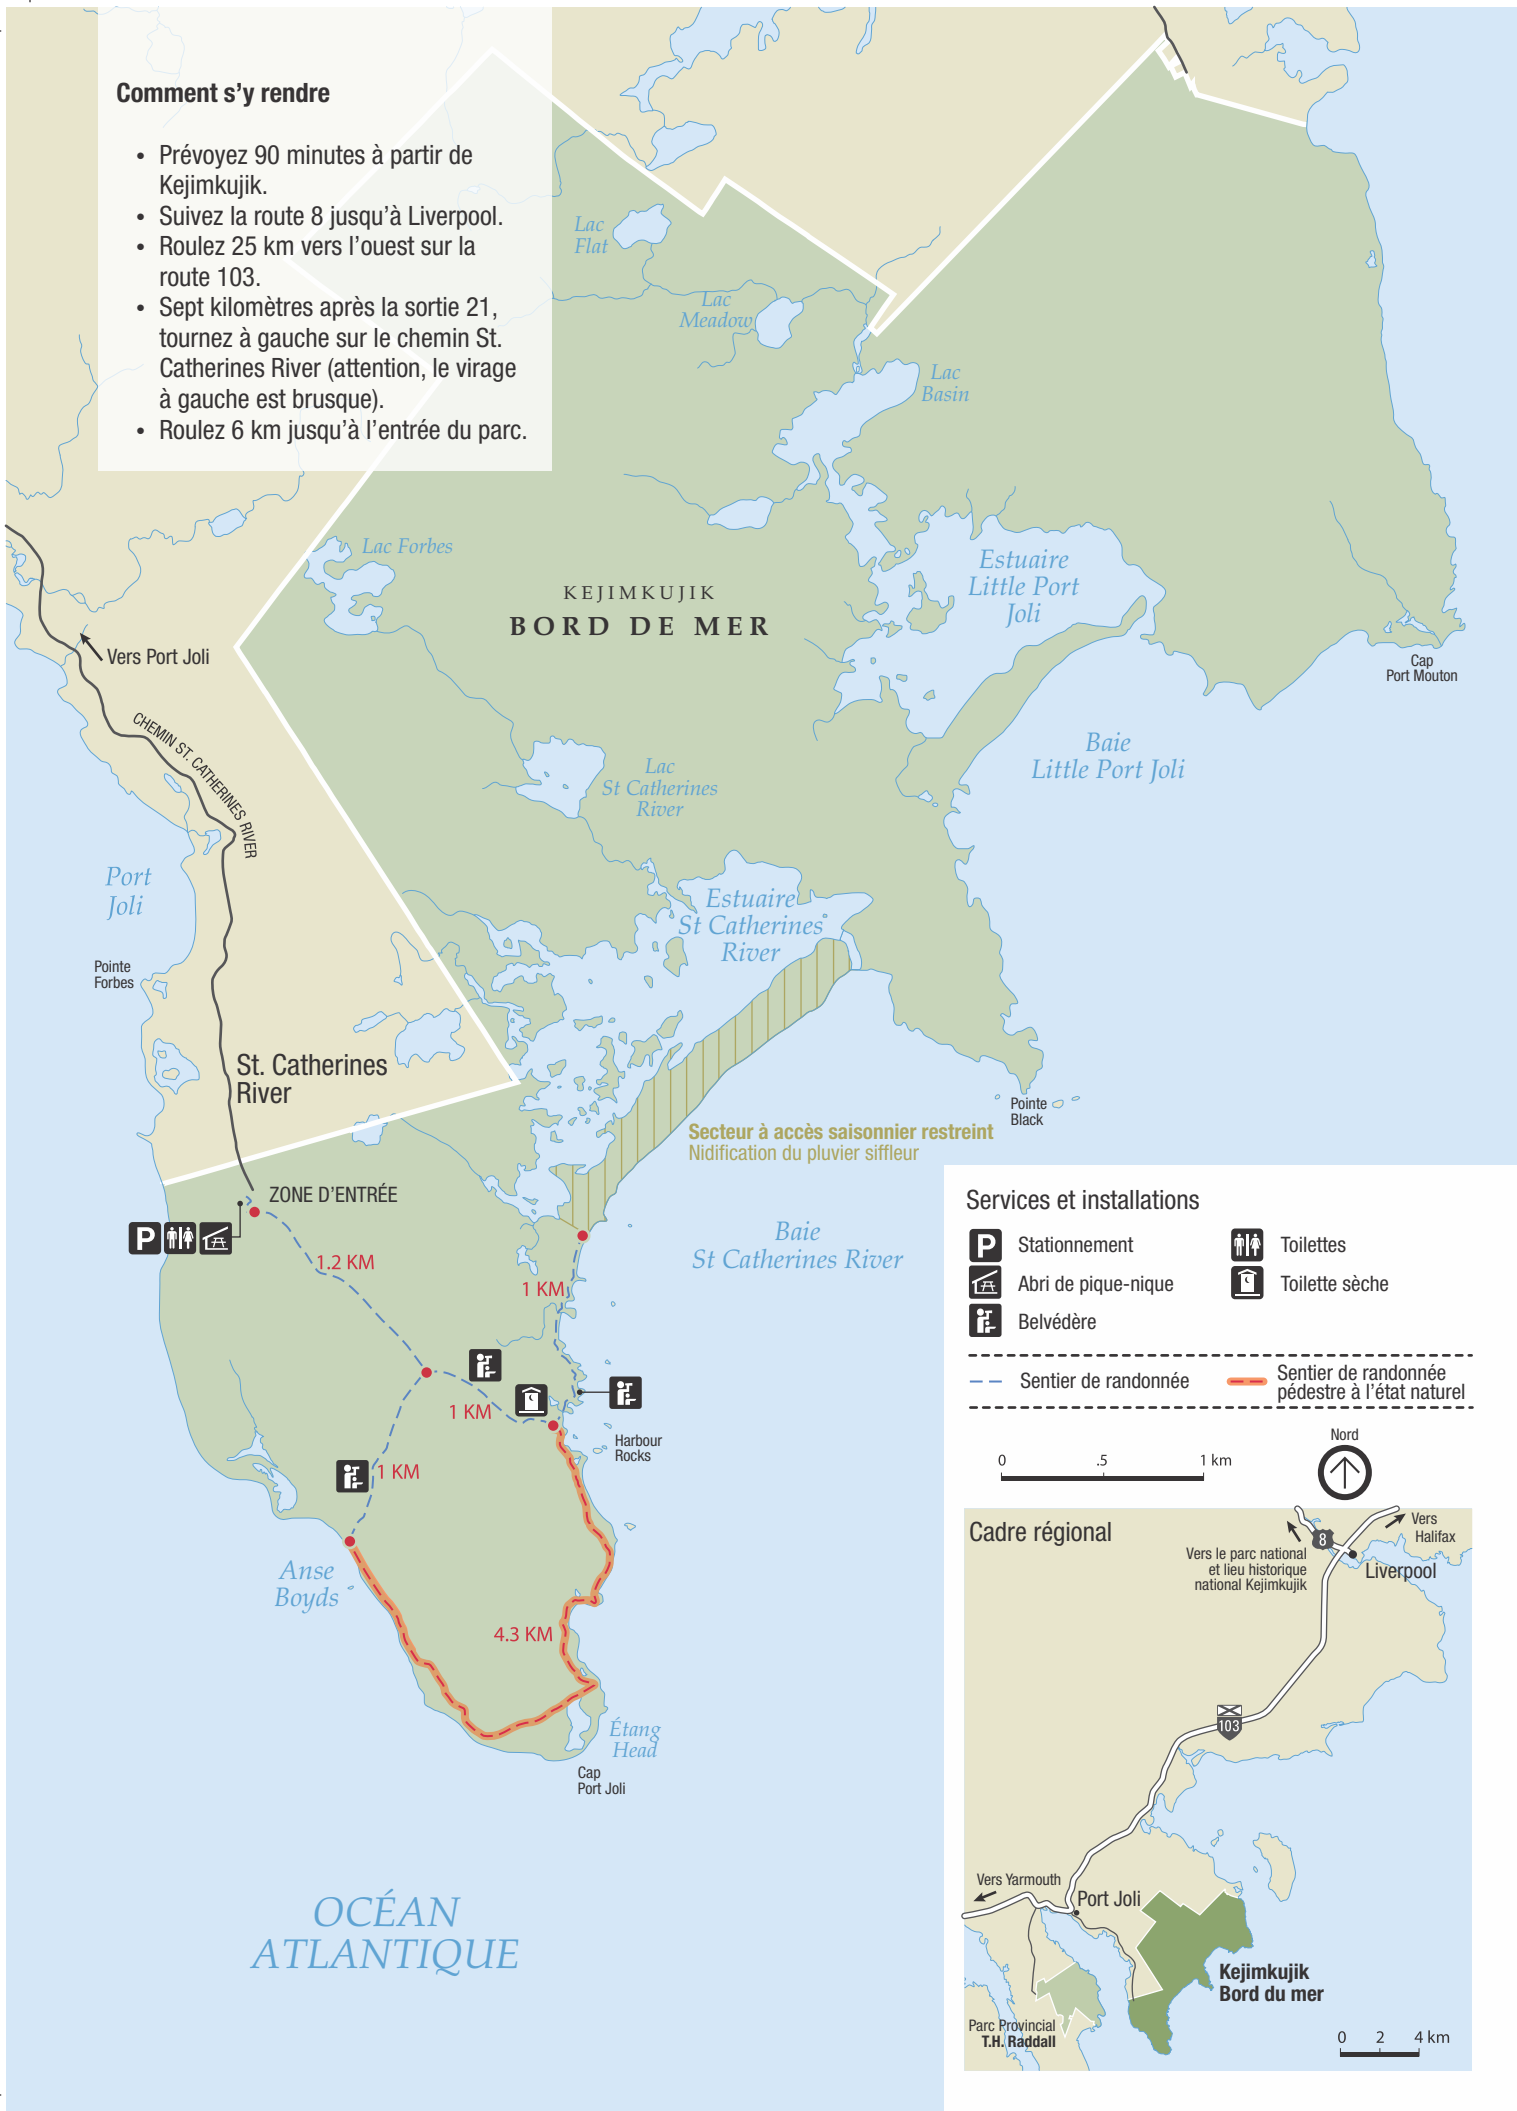 Comment s'y rendre
• Prévoyez 90 minutes à partir de
Kejimkujik.
• Suivez la route 8 jusqu'à Liverpool.
• Roulez 25 km vers l'ouest sur la
route 103.
• Sept kilomètres après la sortie 21,
tournez à gauche sur le chemin St.
Catherines River (attention, le virage
à gauche est brusque).
• Roulez 6 km jusqu'à l'entrée du parc.
Lac
Flat
Lac
Meadow
Lac
Basin
Lac Forbes
KEJIMKUJIK
BORD DE MER
Estuaire
Little Port
Joli
Cap
Port Mouton
Vers Port Joli
CHEMIN ST. CATHERINES RIVER
Baie
Little Port Joli
Lac
St Catherines
River
Port
Joli
Estuaire
St Catherines
River
Pointe
Forbes
St. Catherines
River
Pointe
Black
Secteur à accès saisonnier restreint
Nidification du pluvier siffleur
ZONE D'ENTRÉE
P
1.2 KM
1 KM
Baie
St Catherines River
1 KM
Harbour
Rocks
1 KM
Anse
Boyds
4.3 KM
Étang
Head
Cap
Port Joli
OCÉAN
ATLANTIQUE
Services et installations
P Stationnement
Toilettes
Abri de pique-nique
Toilette sèche
Belvédère
Sentier de randonnée
Sentier de randonnée
pédestre à l'état naturel
0 .5 1 km
Nord
Cadre régional
Vers
Halifax
8
Vers le parc national
et lieu historique
national Kejimkujik
Liverpool
103
Vers Yarmouth
Port Joli
Kejimkujik
Bord du mer
Parc Provincial
T.H. Raddall
0 2 4 km